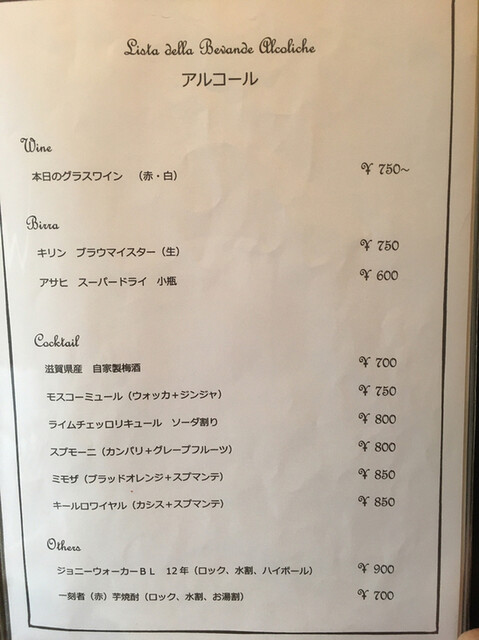 Lista della Bevande Alcoliche
アルコール
Wine
本日のグラスワイン （赤・白） ¥ 750~
Birra
キリン ブラウマイスター（生） ¥ 750
アサヒ スーパードライ 小瓶 ¥ 600
Cocktail
滋賀県産 自家製梅酒 ¥ 700
モスコーミュール（ウォッカ＋ジンジャ） ¥ 750
ライムチェッロリキュール ソーダ割り ¥ 800
スプモーニ（カンパリ＋グレープフルーツ） ¥ 800
ミモザ（ブラッドオレンジ＋スプマンテ） ¥ 850
キールロワイヤル（カシス＋スプマンテ） ¥ 850
Others
ジョニーウォーカーＢＬ 12年（ロック、水割、ハイボール） ¥ 900
一刻者（赤）芋焼酎（ロック、水割、お湯割） ¥ 700